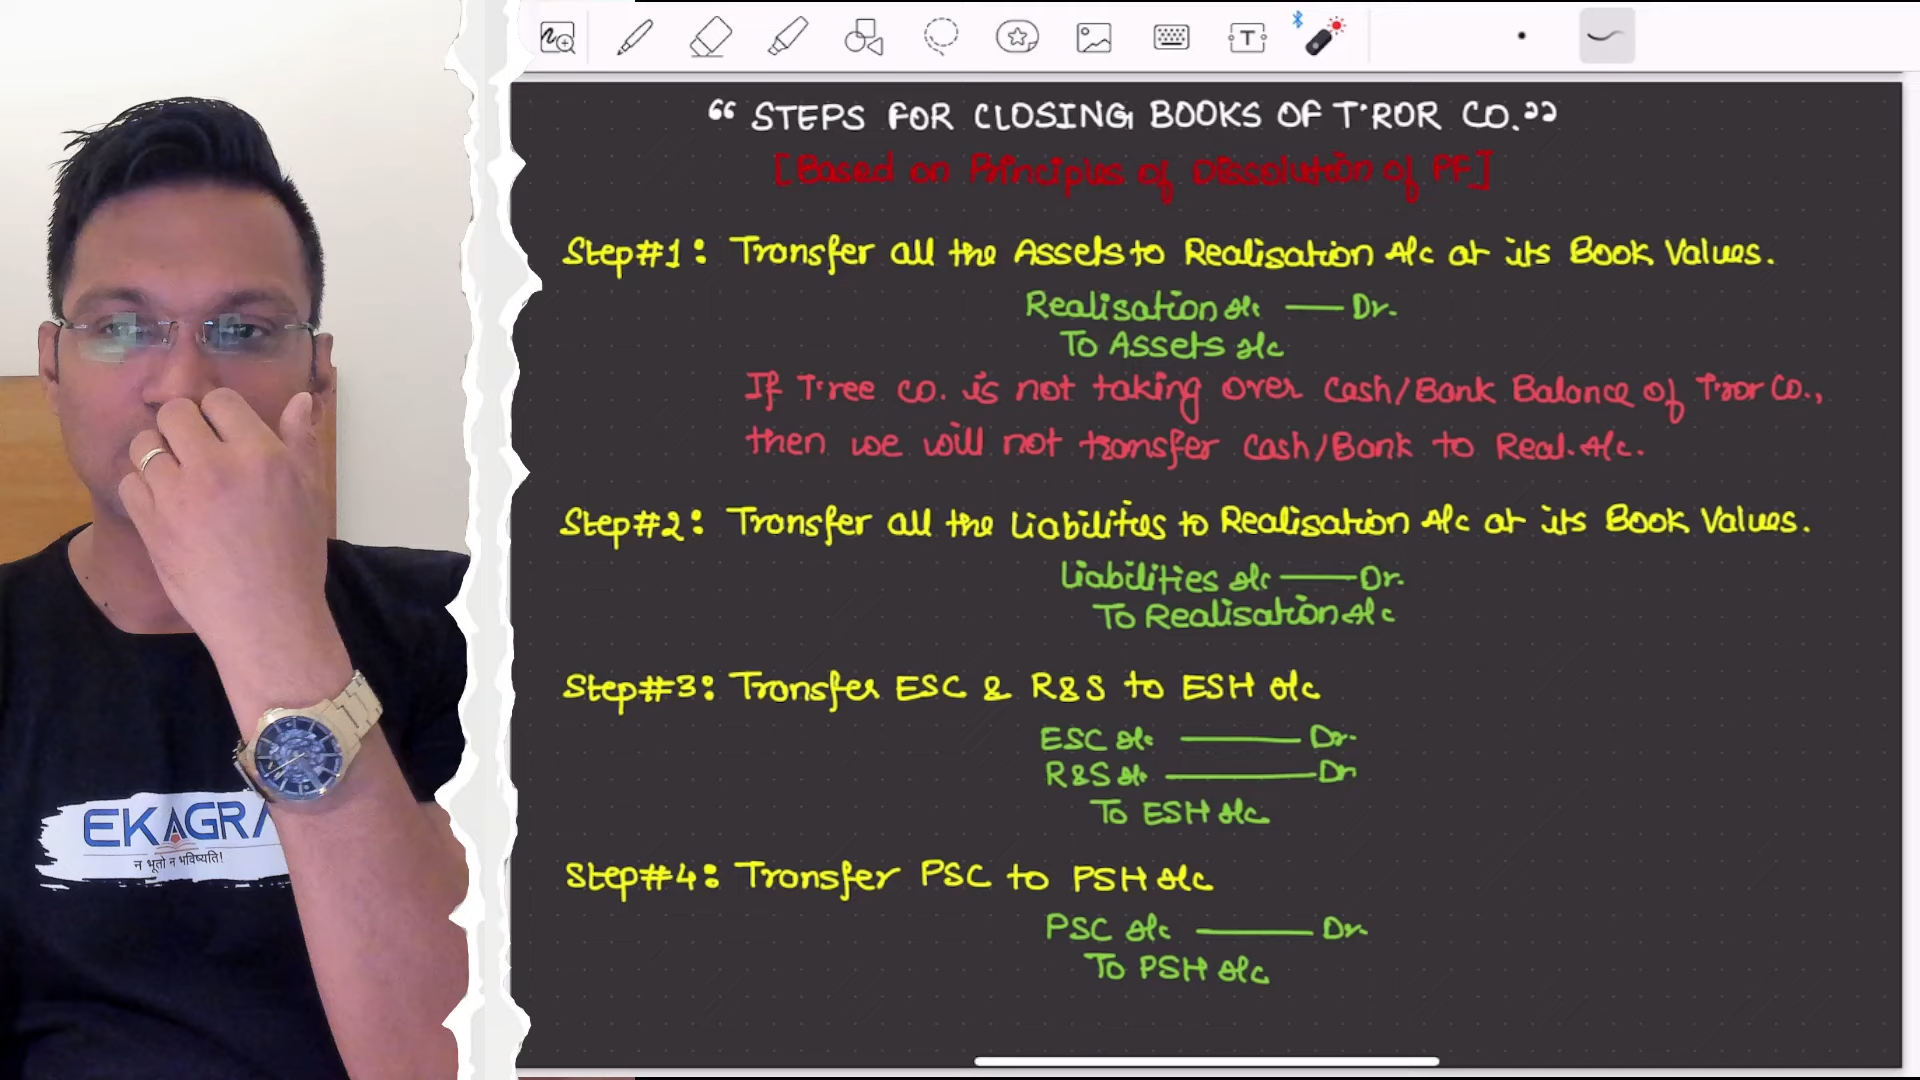 “ STEPS FOR CLOSING BOOKS OF T'ROR CO.”
[Based on Principles of Dissolution of PF]
Step#1: Transfer all the Assets to Realisation A/c at its Book Values.
Realisation A/c — Dr.
To Assets A/c
If T'ree co. is not taking over Cash/Bank Balance of T'ror Co.,
then we will not transfer Cash/Bank to Real. A/c.
Step#2: Transfer all the Liabilities to Realisation A/c at its Book Values.
Liabilities A/c — Dr.
To Realisation A/c
Step#3: Transfer ESC & R&S to ESH A/c
ESC A/c — Dr.
R&S A/c — Dr
To ESH A/c
Step#4: Transfer PSC to PSH A/c
PSC A/c — Dr.
To PSH A/c
EKAGRA
न भूतो न भविष्यति!